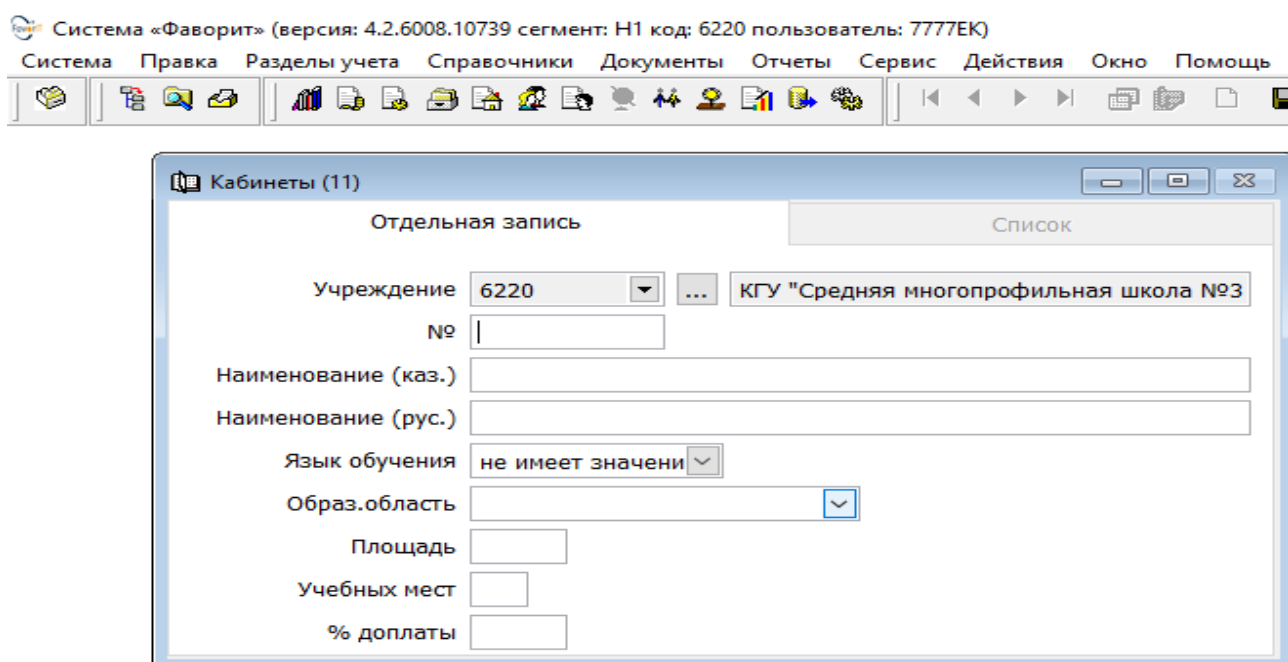 Система «Фаворит» (версия: 4.2.6008.10739 сегмент: Н1 код: 6220 пользователь: 7777ЕК)
Система Правка Разделы учета Справочники Документы Отчеты Сервис Действия Окно Помощь
Кабинеты (11)
Отдельная запись Список
Учреждение 6220 ... КГУ "Средняя многопрофильная школа №3
№
Наименование (каз.)
Наименование (рус.)
Язык обучения не имеет значени
Образ.область
Площадь
Учебных мест
% доплаты